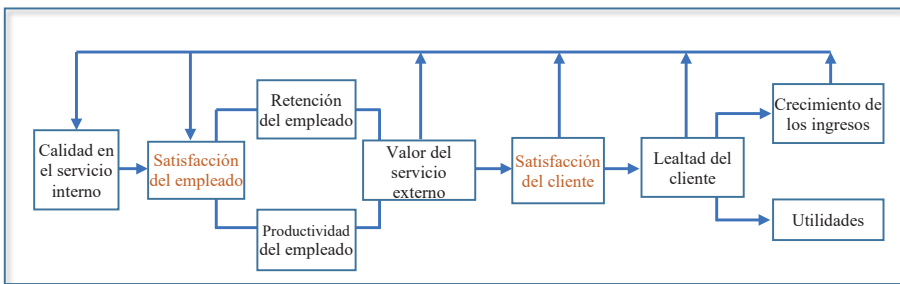 Calidad en
el servicio
interno
Satisfacción
del empleado
Retención
del empleado
Productividad
del empleado
Valor del
servicio
externo
Satisfacción
del cliente
Lealtad del
cliente
Crecimiento de
los ingresos
Utilidades